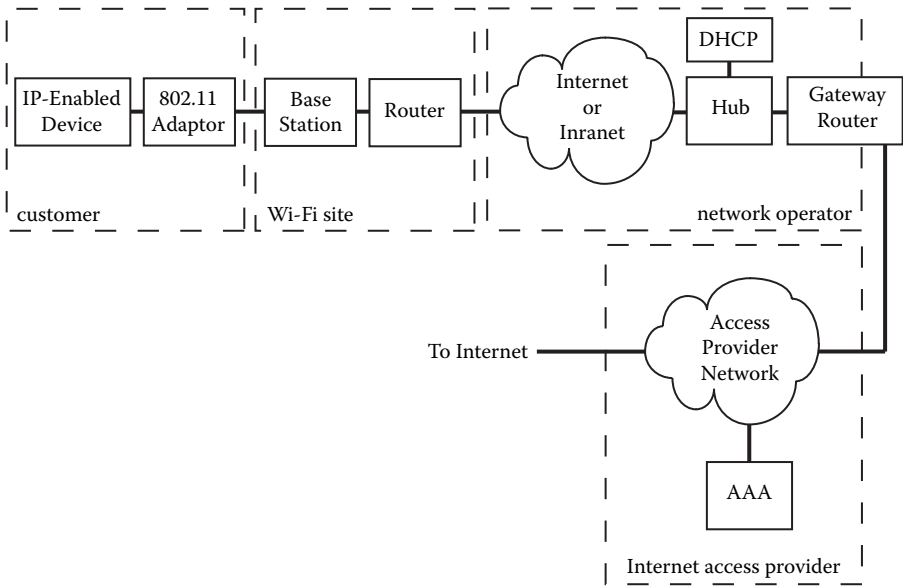 IP-Enabled
Device
802.11
Adaptor
customer
Base
Station
Router
Wi-Fi site
Internet
or
Inranet
DHCP
Hub
Gateway
Router
network operator
To Internet
Access
Provider
Network
AAA
Internet access provider